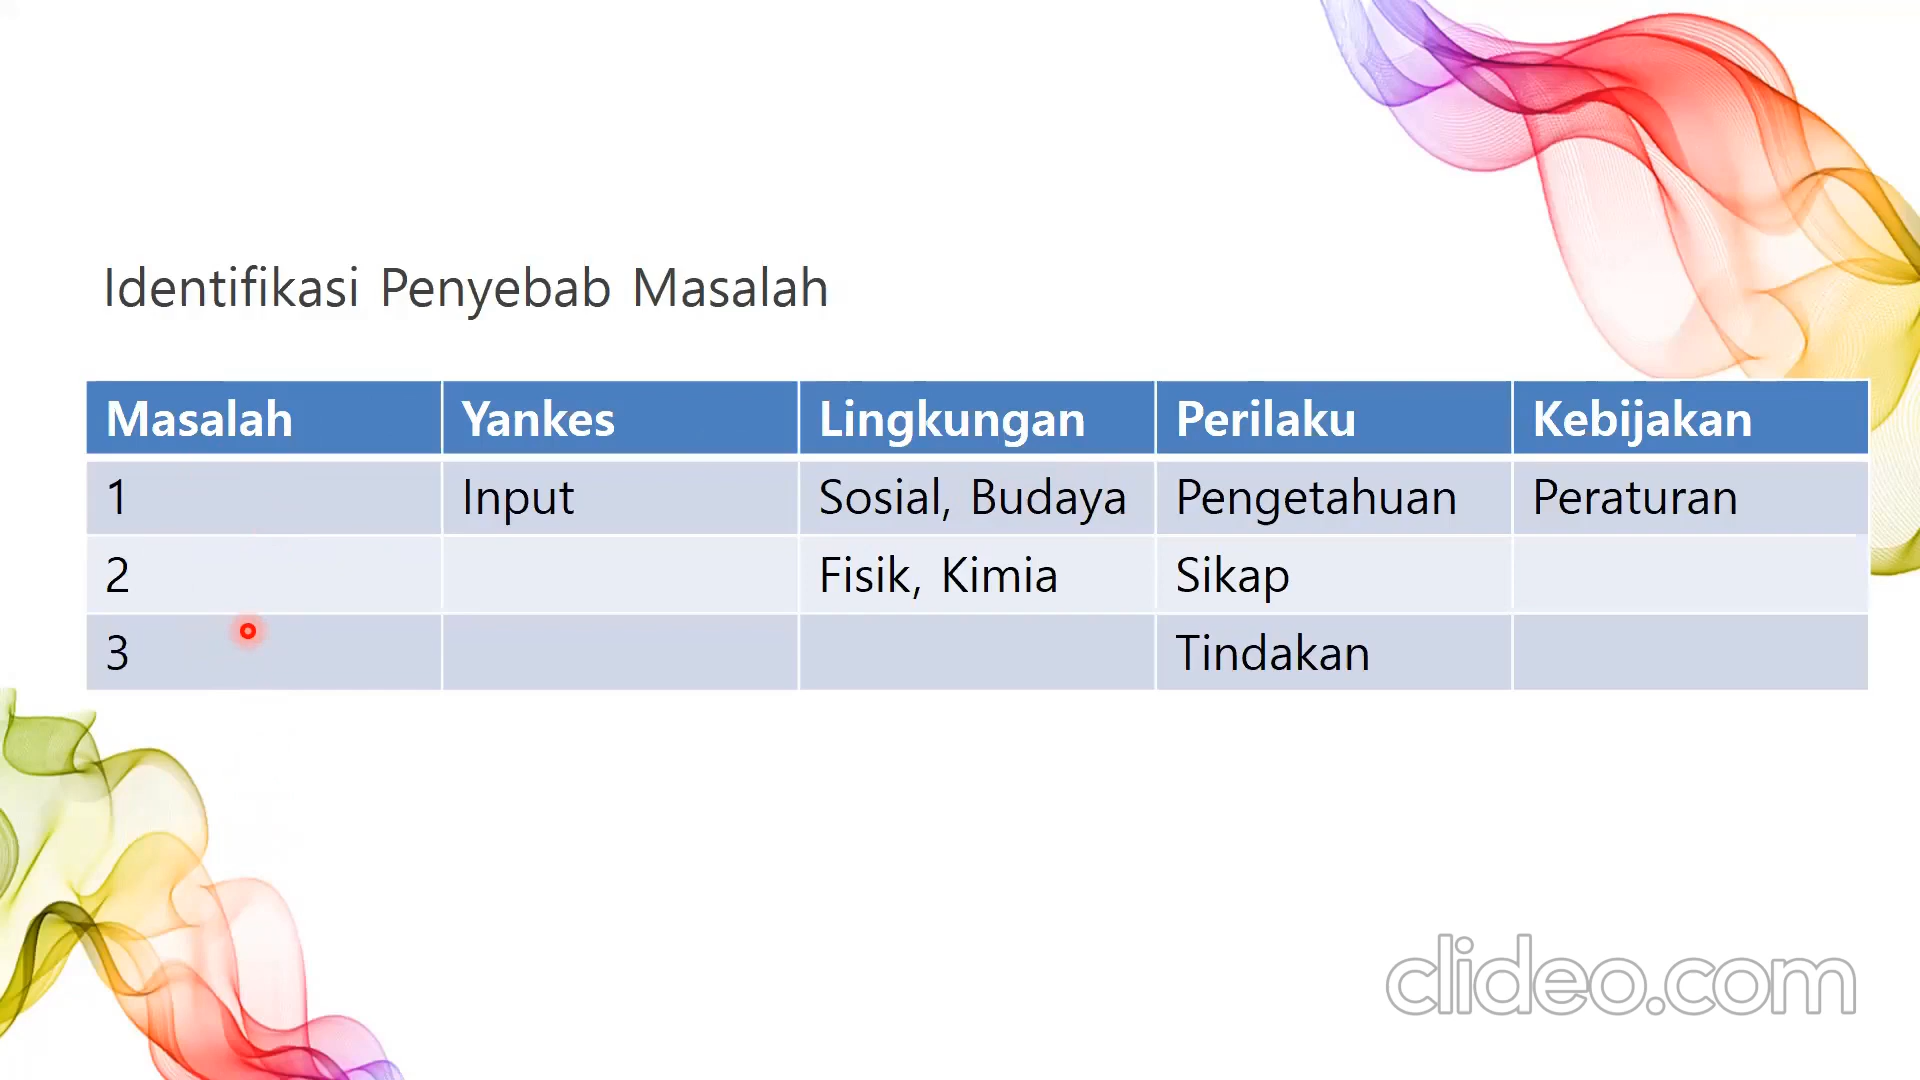 Identifikasi Penyebab Masalah
Masalah Yankes Lingkungan Perilaku Kebijakan
1 Input Sosial, Budaya Pengetahuan Peraturan
2 Fisik, Kimia Sikap
3 Tindakan
clideo.com